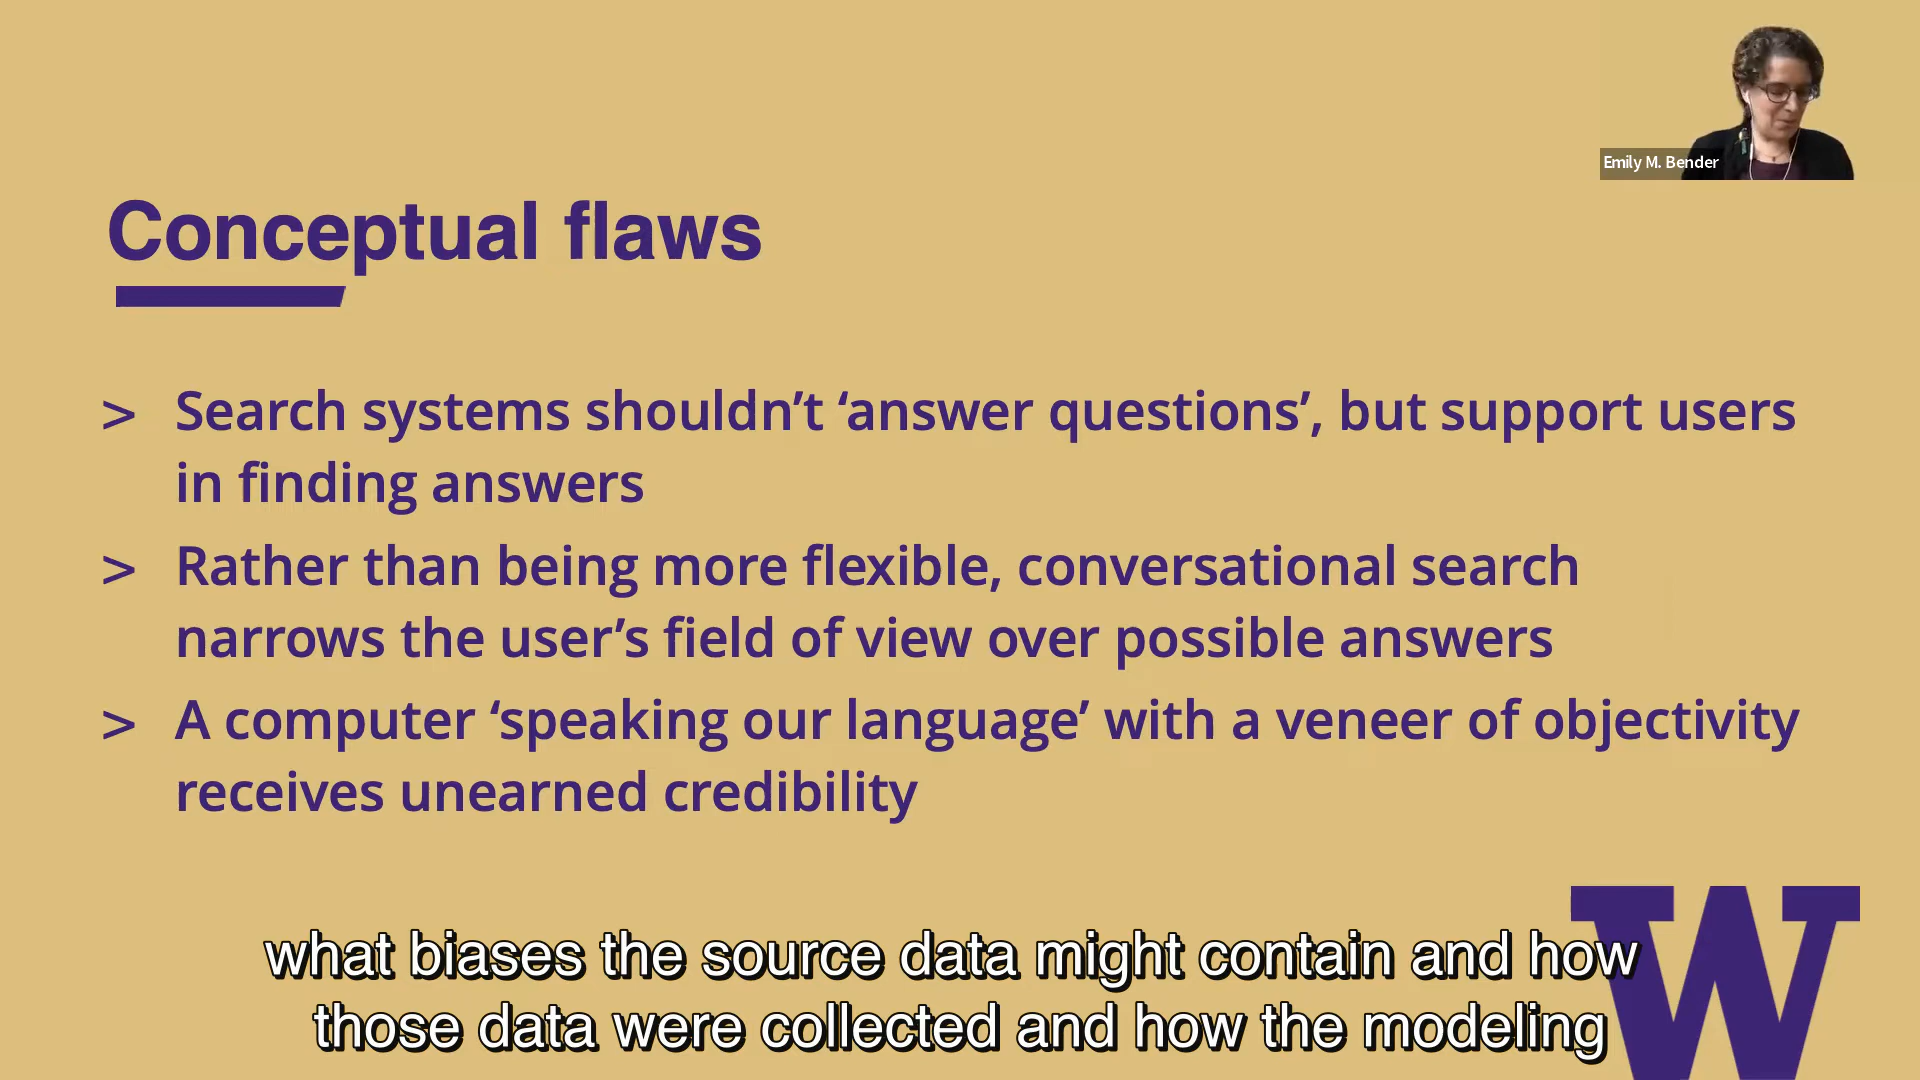 Emily M. Bender
Conceptual flaws
> Search systems shouldn’t ‘answer questions’, but support users
in finding answers
> Rather than being more flexible, conversational search
narrows the user’s field of view over possible answers
> A computer ‘speaking our language’ with a veneer of objectivity
receives unearned credibility
W
what biases the source data might contain and how
those data were collected and how the modeling